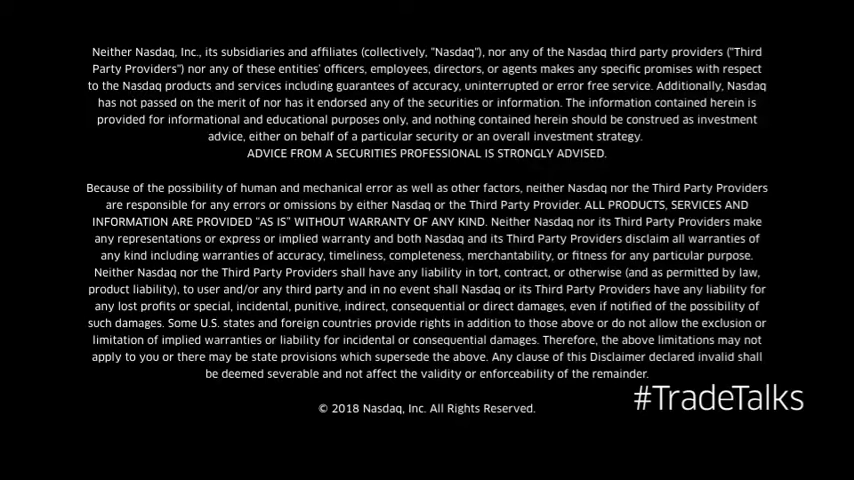 Neither Nasdaq, Inc., its subsidiaries and affiliates (collectively, "Nasdaq"), nor any of the Nasdaq third party providers ("Third
Party Providers") nor any of these entities' officers, employees, directors, or agents makes any specific promises with respect
to the Nasdaq products and services including guarantees of accuracy, uninterrupted or error free service. Additionally, Nasdaq
has not passed on the merit of nor has it endorsed any of the securities or information. The information contained herein is
provided for informational and educational purposes only, and nothing contained herein should be construed as investment
advice, either on behalf of a particular security or an overall investment strategy.
ADVICE FROM A SECURITIES PROFESSIONAL IS STRONGLY ADVISED.
Because of the possibility of human and mechanical error as well as other factors, neither Nasdaq nor the Third Party Providers
are responsible for any errors or omissions by either Nasdaq or the Third Party Provider. ALL PRODUCTS, SERVICES AND
INFORMATION ARE PROVIDED "AS IS" WITHOUT WARRANTY OF ANY KIND. Neither Nasdaq nor its Third Party Providers make
any representations or express or implied warranty and both Nasdaq and its Third Party Providers disclaim all warranties of
any kind including warranties of accuracy, timeliness, completeness, merchantability, or fitness for any particular purpose.
Neither Nasdaq nor the Third Party Providers shall have any liability in tort, contract, or otherwise (and as permitted by law,
product liability), to user and/or any third party and in no event shall Nasdaq or its Third Party Providers have any liability for
any lost profits or special, incidental, punitive, indirect, consequential or direct damages, even if notified of the possibility of
such damages. Some U.S. states and foreign countries provide rights in addition to those above or do not allow the exclusion or
limitation of implied warranties or liability for incidental or consequential damages. Therefore, the above limitations may not
apply to you or there may be state provisions which supersede the above. Any clause of this Disclaimer declared invalid shall
be deemed severable and not affect the validity or enforceability of the remainder.
#TradeTalks
© 2018 Nasdaq, Inc. All Rights Reserved.